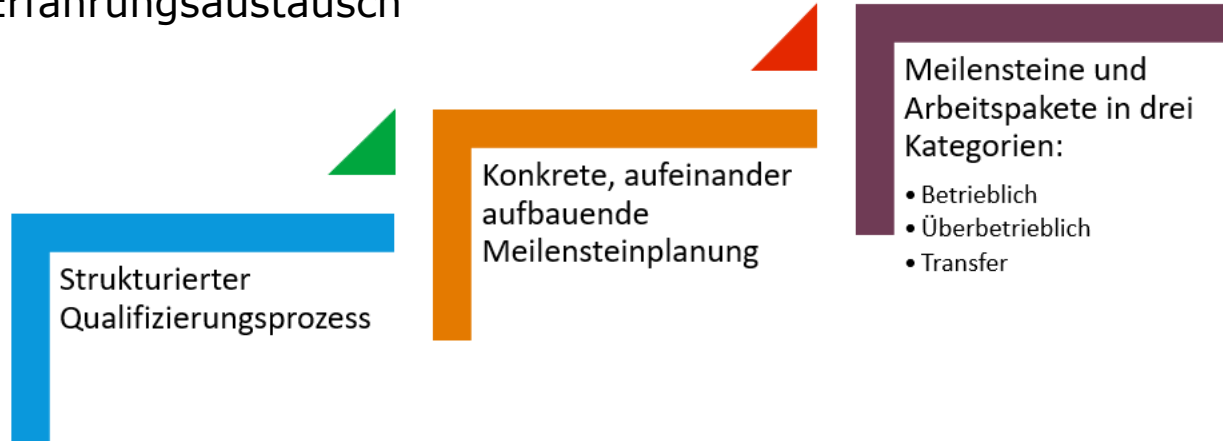 Erfahrungsaustausch
Strukturierter
Qualifizierungsprozess
Konkrete, aufeinander
aufbauende
Meilensteinplanung
Meilensteine und
Arbeitspakete in drei
Kategorien:
• Betrieblich
• Überbetrieblich
• Transfer